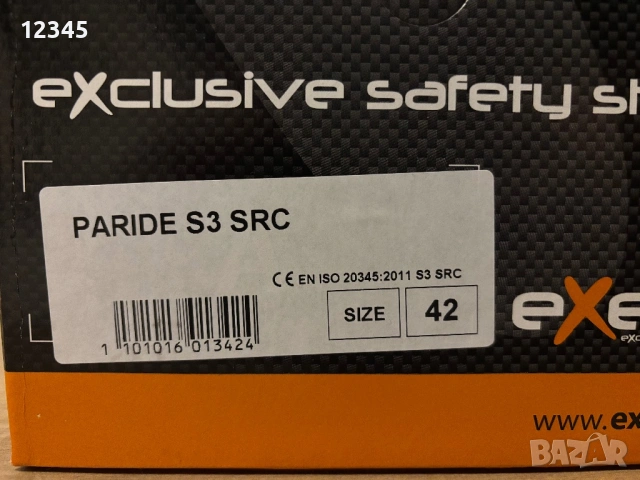 12345
eXclusive safety sh
PARIDE S3 SRC
CE EN ISO 20345:2011 S3 SRC
SIZE 42
1 101016 013424
eXe
exc
www.ex
BAZAR